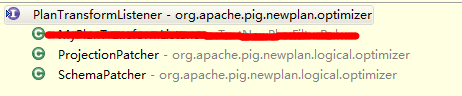 PlanTransformListener - org.apache.pig.newplan.optimizer
ProjectionPatcher - org.apache.pig.newplan.logical.optimizer
SchemaPatcher - org.apache.pig.newplan.logical.optimizer